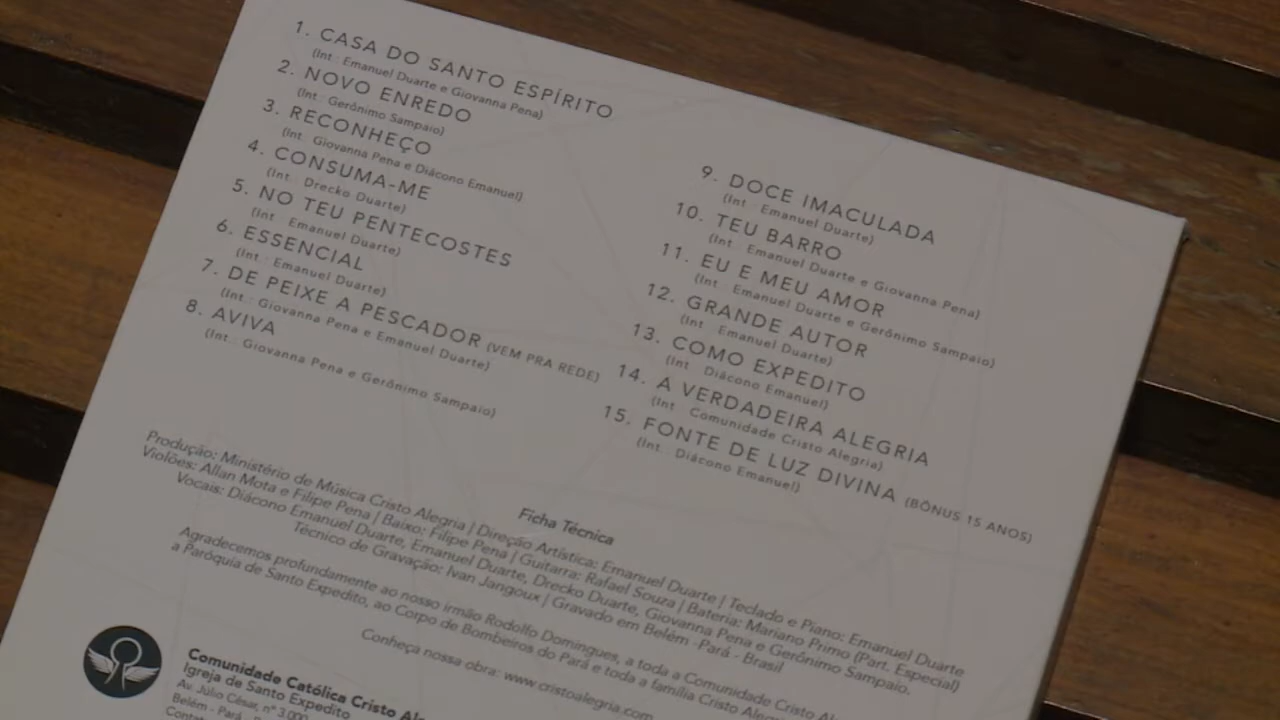 1. CASA DO SANTO ESPÍRITO
(Int.: Emanuel Duarte e Giovanna Pena)
2. NOVO ENREDO
(Int.: Gerônimo Sampaio)
3. RECONHEÇO
(Int. Giovanna Pena e Diácono Emanuel)
4. CONSUMA-ME
(Int.: Drecko Duarte)
5. NO TEU PENTECOSTES
(Int.: Emanuel Duarte)
6. ESSENCIAL
(Int.: Emanuel Duarte)
7. DE PEIXE A PESCADOR (VEM PRA REDE)
(Int.: Giovanna Pena e Emanuel Duarte)
8. AVIVA
(Int.: Giovanna Pena e Gerônimo Sampaio)
9. DOCE IMACULADA
(Int.: Emanuel Duarte)
10. TEU BARRO
(Int.: Emanuel Duarte e Giovanna Pena)
11. EU E MEU AMOR
(Int.: Emanuel Duarte e Gerônimo Sampaio)
12. GRANDE AUTOR
(Int.: Emanuel Duarte)
13. COMO EXPEDITO
(Int.: Diácono Emanuel)
14. A VERDADEIRA ALEGRIA
(Int.: Comunidade Cristo Alegria)
15. FONTE DE LUZ DIVINA (BÔNUS 15 ANOS)
(Int.: Diácono Emanuel)
Ficha Técnica
Produção: Ministério de Música Cristo Alegria | Direção Artística: Emanuel Duarte | Teclado e Piano: Emanuel Duarte
Violões: Allan Mota e Filipe Pena | Baixo: Filipe Pena | Guitarra: Rafael Souza | Bateria: Mariano Primo (Part. Especial)
Vocais: Diácono Emanuel Duarte, Emanuel Duarte, Drecko Duarte, Giovanna Pena e Gerônimo Sampaio.
Técnico de Gravação: Ivan Jangoux | Gravado em Belém -Pará - Brasil
Agradecemos profundamente ao nosso irmão Rodolfo Domingues, a toda a Comunidade Cristo
a Paróquia de Santo Expedito, ao Corpo de Bombeiros do Pará e toda a família Cristo
Conheça nossa obra: www.cristoalegria.com
Comunidade Católica Cristo
Igreja de Santo Expedito
Av. Júlio César, n° 3.000
Belém - Pará -